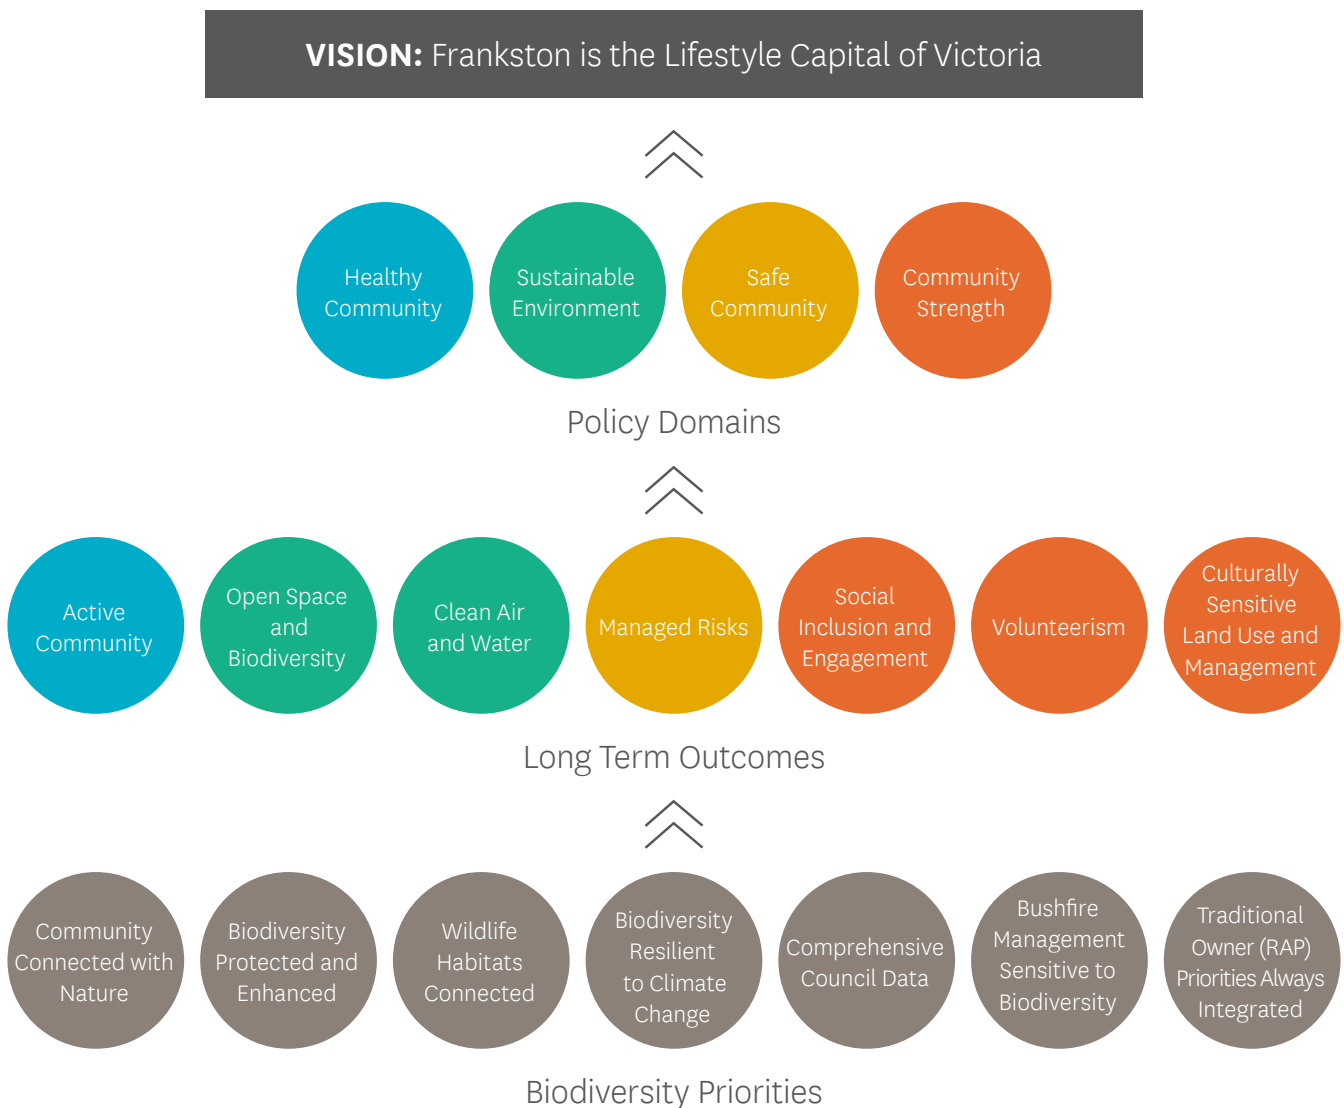 VISION: Frankston is the Lifestyle Capital of Victoria
Healthy
Community
Sustainable
Environment
Safe
Community
Community
Strength
Policy Domains
Active
Community
Open Space
and
Biodiversity
Clean Air
and Water
Managed Risks
Social
Inclusion and
Engagement
Volunteerism
Culturally
Sensitive
Land Use and
Management
Long Term Outcomes
Community
Connected with
Nature
Biodiversity
Protected and
Enhanced
Wildlife
Habitats
Connected
Biodiversity
Resilient
to Climate
Change
Comprehensive
Council Data
Bushfire
Management
Sensitive to
Biodiversity
Traditional
Owner (RAP)
Priorities Always
Integrated
Biodiversity Priorities